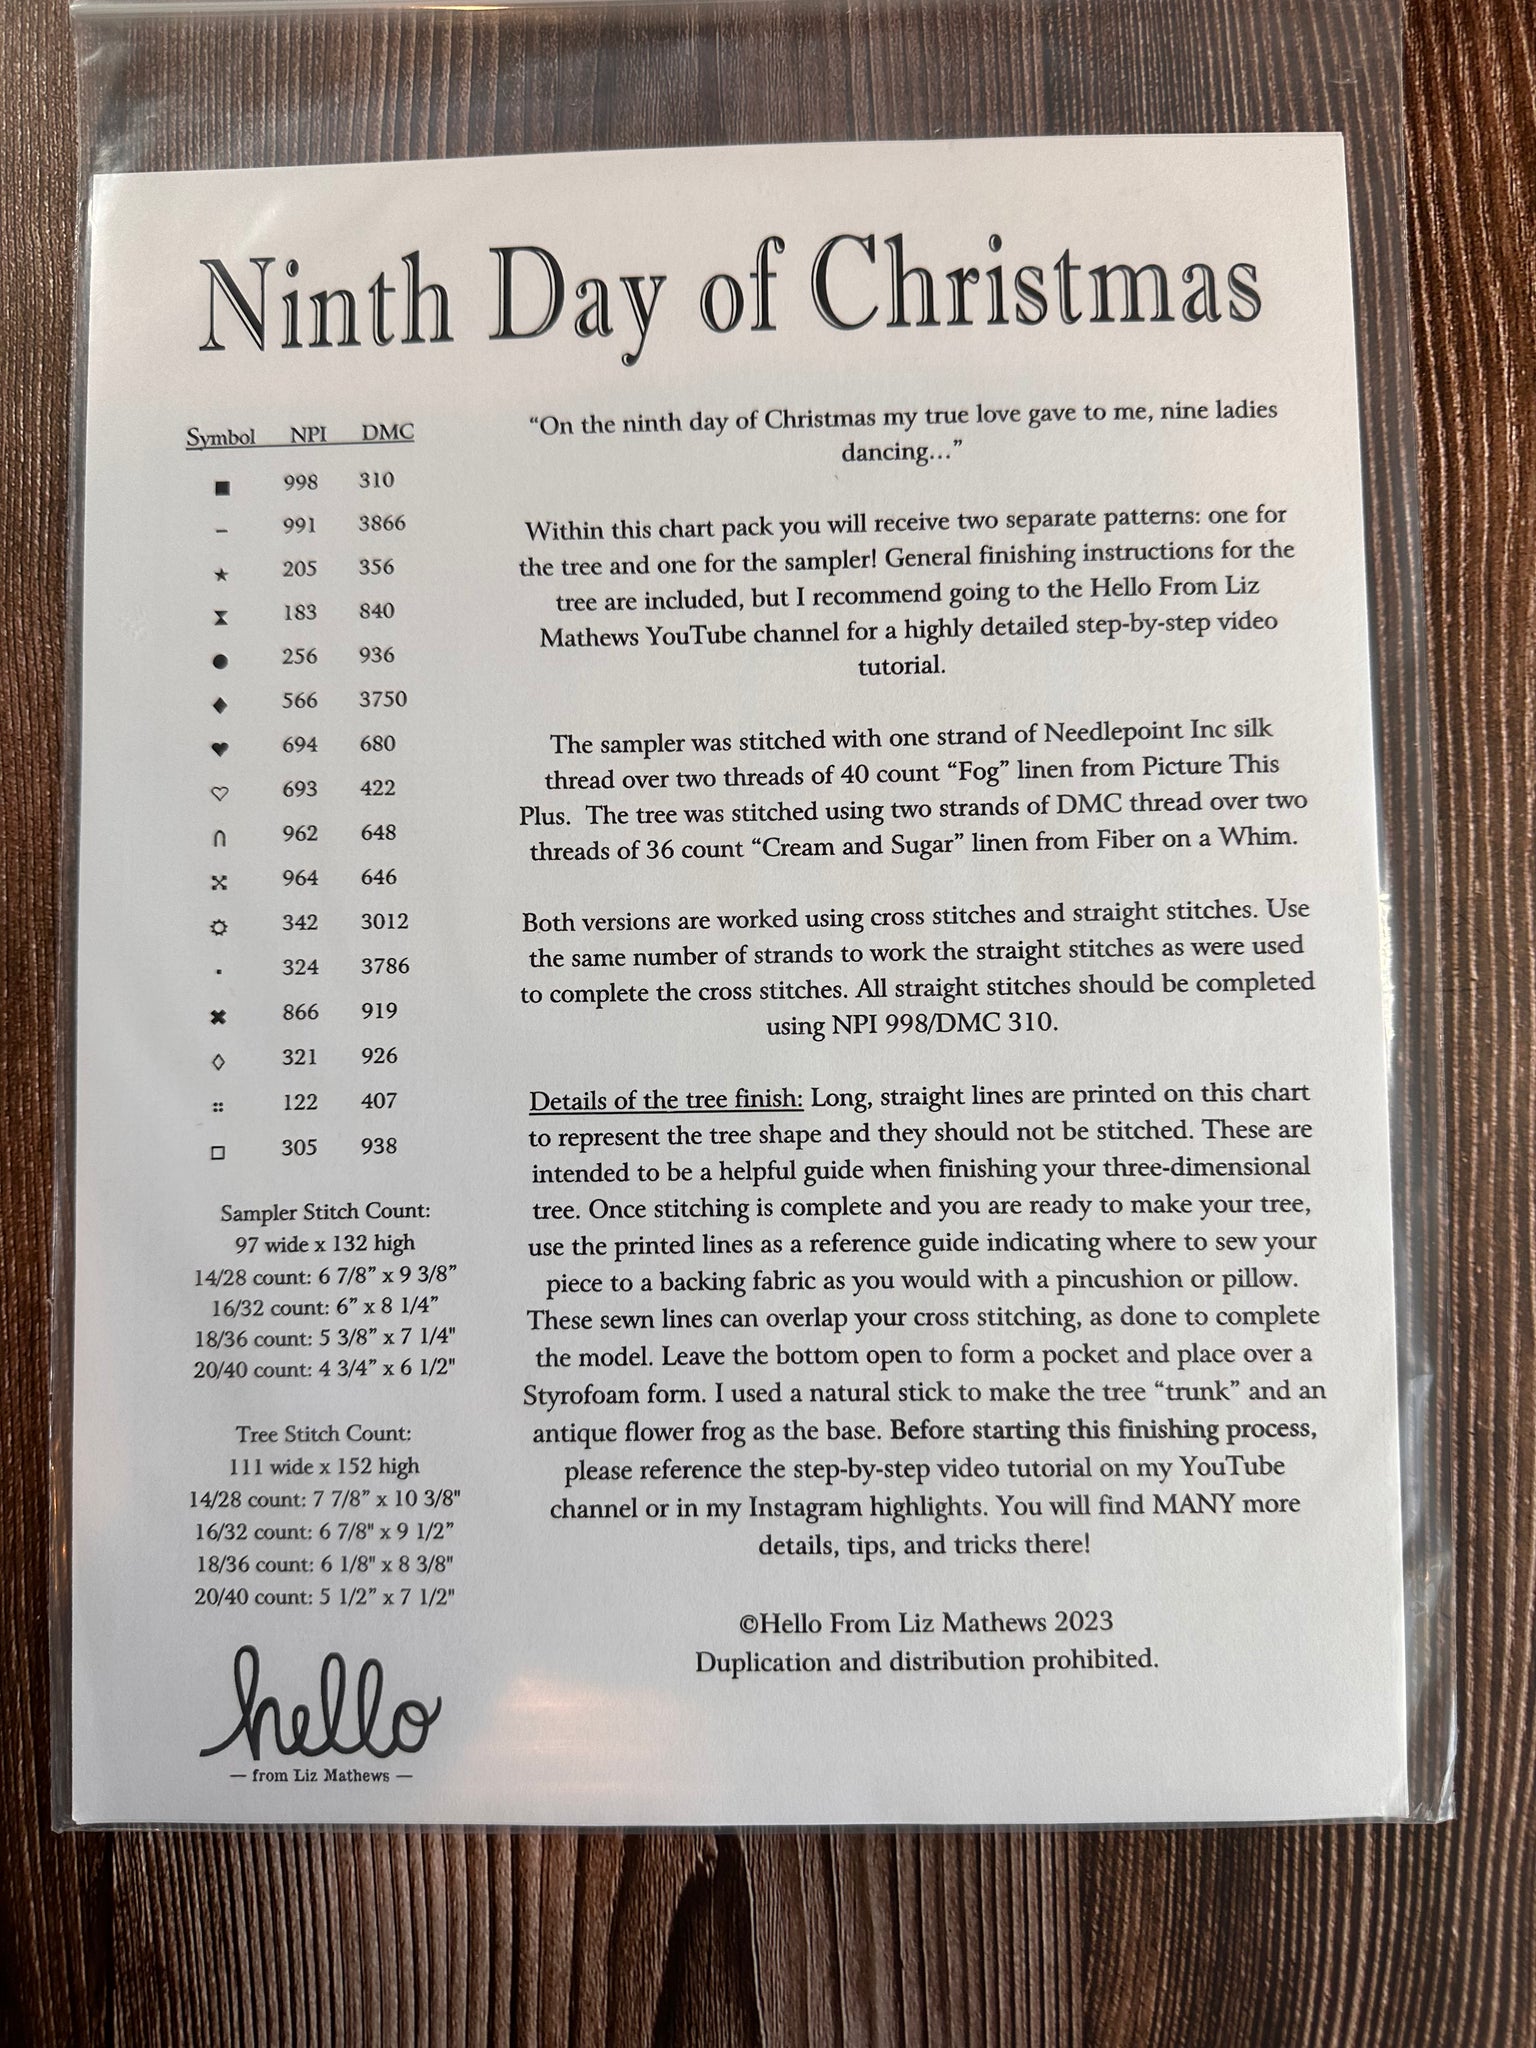 Ninth Day of Christmas
Symbol NPI DMC
■ 998 310
– 991 3866
★ 205 356
⧗ 183 840
● 256 936
♦ 566 3750
♥ 694 680
♡ 693 422
∩ 962 648
⁙ 964 646
☼ 342 3012
▪ 324 3786
✖ 866 919
◊ 321 926
⁘ 122 407
□ 305 938
Sampler Stitch Count:
97 wide x 132 high
14/28 count: 6 7/8” x 9 3/8”
16/32 count: 6” x 8 1/4”
18/36 count: 5 3/8” x 7 1/4"
20/40 count: 4 3/4” x 6 1/2"
Tree Stitch Count:
111 wide x 152 high
14/28 count: 7 7/8” x 10 3/8"
16/32 count: 6 7/8" x 9 1/2”
18/36 count: 6 1/8" x 8 3/8"
20/40 count: 5 1/2” x 7 1/2"
hello
— from Liz Mathews —
“On the ninth day of Christmas my true love gave to me, nine ladies
dancing…”
Within this chart pack you will receive two separate patterns: one for
the tree and one for the sampler! General finishing instructions for the
tree are included, but I recommend going to the Hello From Liz
Mathews YouTube channel for a highly detailed step-by-step video
tutorial.
The sampler was stitched with one strand of Needlepoint Inc silk
thread over two threads of 40 count “Fog” linen from Picture This
Plus. The tree was stitched using two strands of DMC thread over two
threads of 36 count “Cream and Sugar” linen from Fiber on a Whim.
Both versions are worked using cross stitches and straight stitches. Use
the same number of strands to work the straight stitches as were used
to complete the cross stitches. All straight stitches should be completed
using NPI 998/DMC 310.
Details of the tree finish: Long, straight lines are printed on this chart
to represent the tree shape and they should not be stitched. These are
intended to be a helpful guide when finishing your three-dimensional
tree. Once stitching is complete and you are ready to make your tree,
use the printed lines as a reference guide indicating where to sew your
piece to a backing fabric as you would with a pincushion or pillow.
These sewn lines can overlap your cross stitching, as done to complete
the model. Leave the bottom open to form a pocket and place over a
Styrofoam form. I used a natural stick to make the tree “trunk” and an
antique flower frog as the base. Before starting this finishing process,
please reference the step-by-step video tutorial on my YouTube
channel or in my Instagram highlights. You will find MANY more
details, tips, and tricks there!
©Hello From Liz Mathews 2023
Duplication and distribution prohibited.